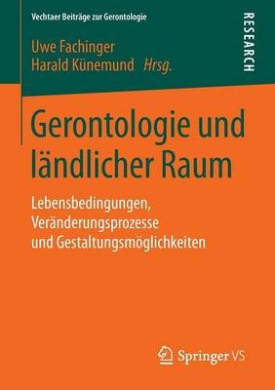 Vechtaer Beiträge zur Gerontologie
RESEARCH
Uwe Fachinger
Harald Künemund Hrsg.
Gerontologie und
ländlicher Raum
Lebensbedingungen,
Veränderungsprozesse
und Gestaltungsmöglichkeiten
Springer VS